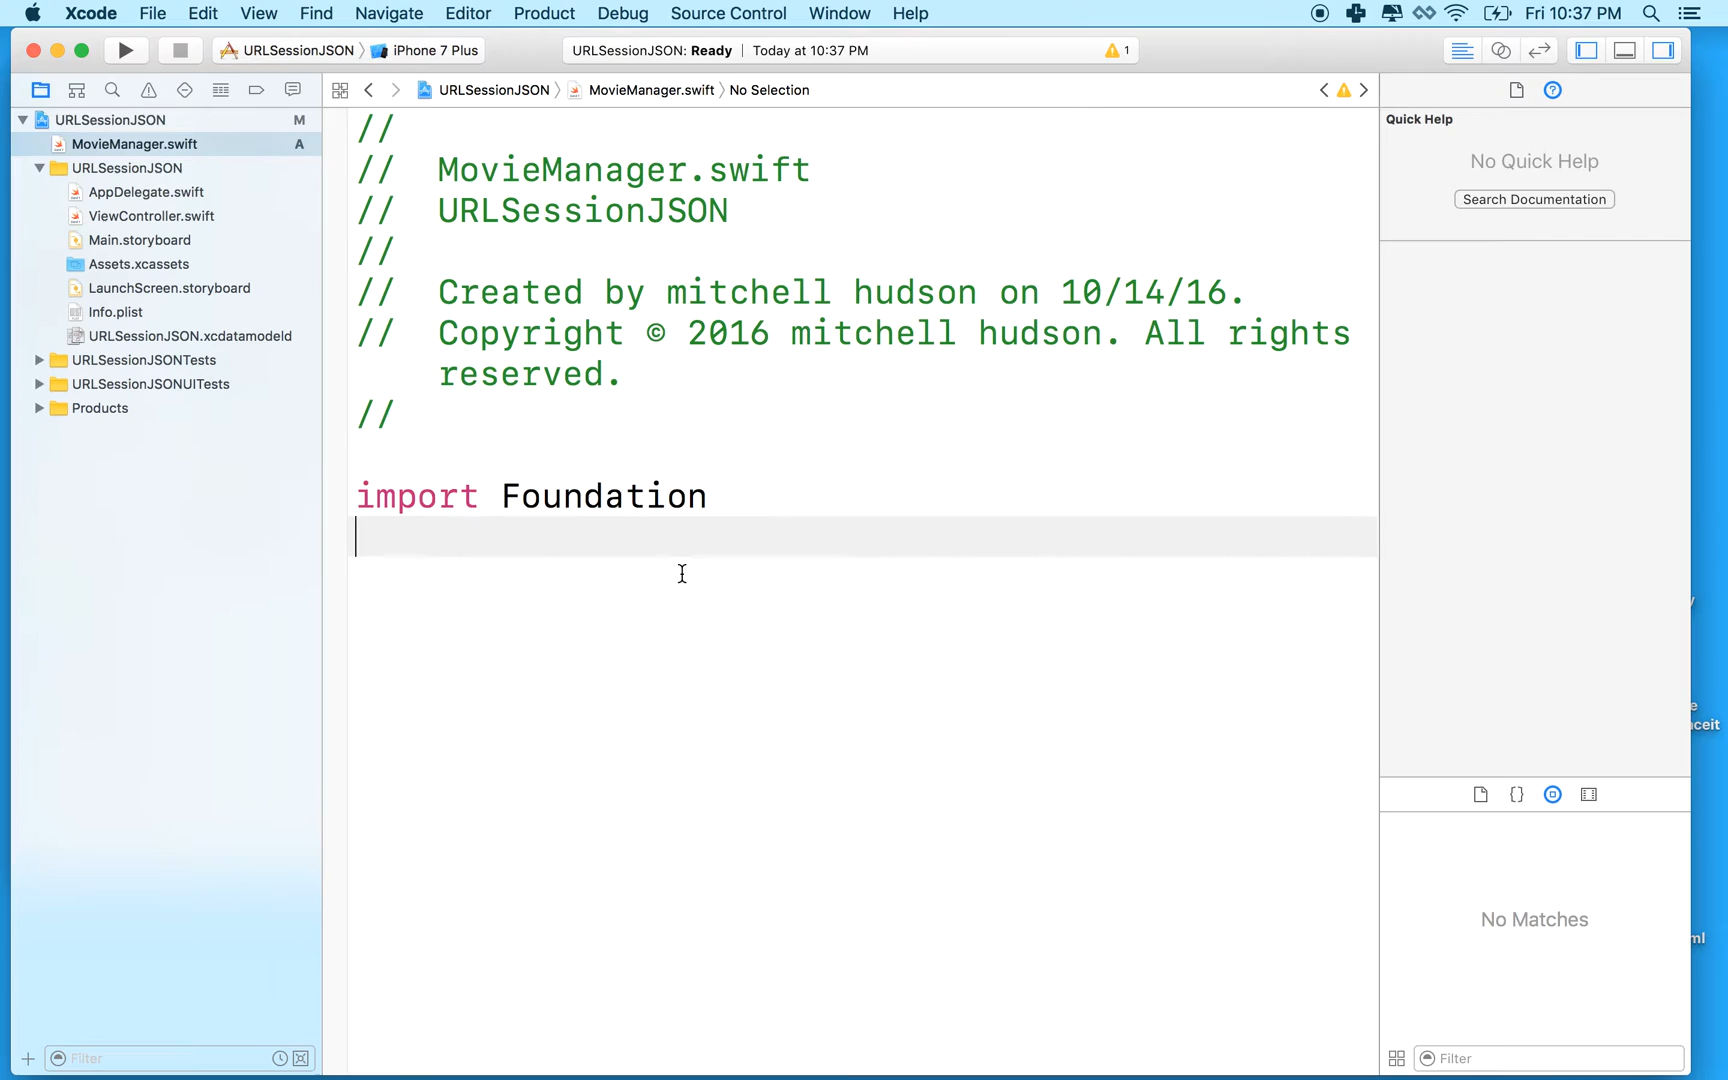 Xcode File Edit View Find Navigate Editor Product Debug Source Control Window Help Fri 10:37 PM
URLSessionJSON iPhone 7 Plus URLSessionJSON: Ready Today at 10:37 PM 1
URLSessionJSON MovieManager.swift No Selection
URLSessionJSON M
MovieManager.swift A
URLSessionJSON
AppDelegate.swift
ViewController.swift
Main.storyboard
Assets.xcassets
LaunchScreen.storyboard
Info.plist
URLSessionJSON.xcdatamodeld
URLSessionJSONTests
URLSessionJSONUITests
Products
Filter
//
// MovieManager.swift
// URLSessionJSON
//
// Created by mitchell hudson on 10/14/16.
// Copyright © 2016 mitchell hudson. All rights
reserved.
//
import Foundation
Quick Help
No Quick Help
Search Documentation
{}
No Matches
Filter